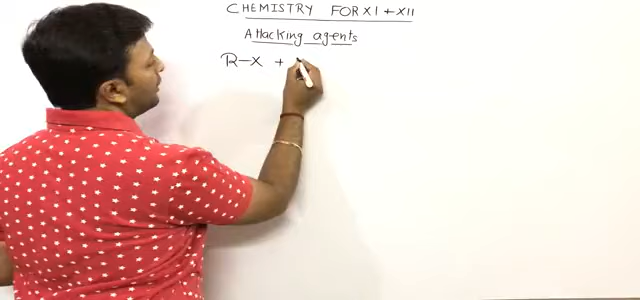 CHEMISTRY FOR XI + XII
Attacking agents
R-X +